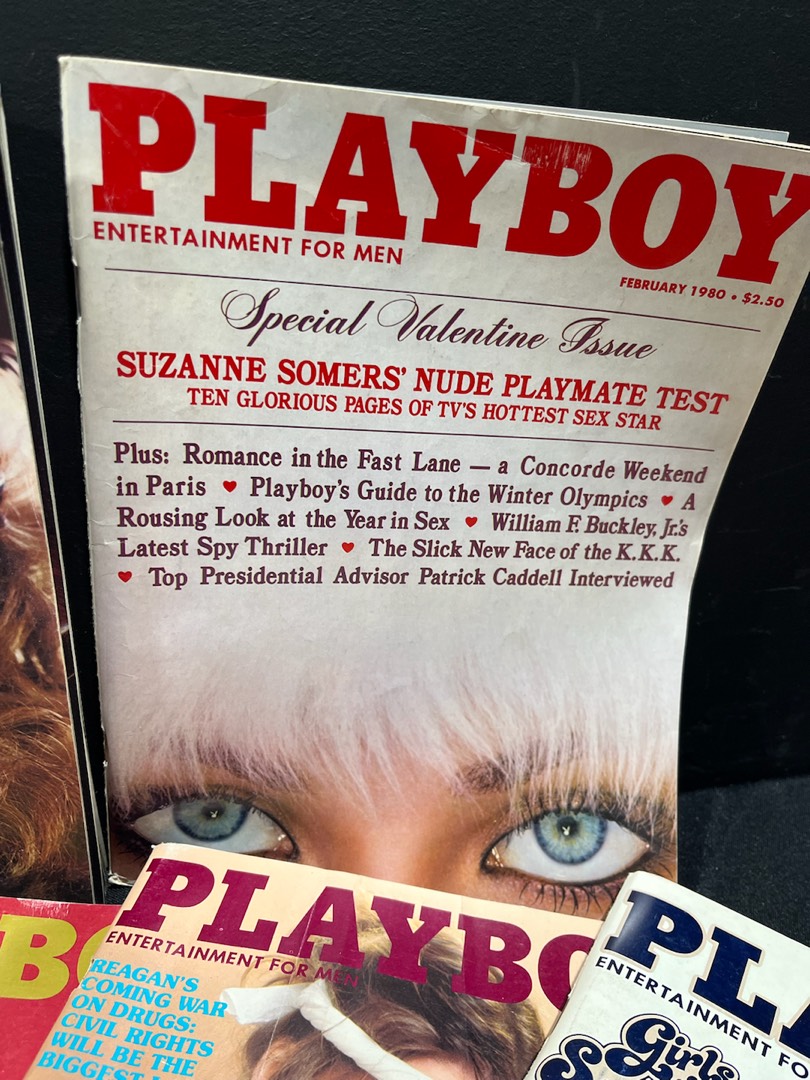 PLAYBOY
ENTERTAINMENT FOR MEN
FEBRUARY 1980 • $2.50
Special Valentine Issue
SUZANNE SOMERS' NUDE PLAYMATE TEST
TEN GLORIOUS PAGES OF TV'S HOTTEST SEX STAR
Plus: Romance in the Fast Lane — a Concorde Weekend
in Paris ♥ Playboy's Guide to the Winter Olympics ♥ A
Rousing Look at the Year in Sex ♥ William F. Buckley, Jr.'s
Latest Spy Thriller ♥ The Slick New Face of the K.K.K.
♥ Top Presidential Advisor Patrick Caddell Interviewed
PLAYBO
ENTERTAINMENT FOR MEN
REAGAN'S
COMING WAR
ON DRUGS:
CIVIL RIGHTS
WILL BE THE
BIGGEST
BO
PLA
ENTERTAINMENT FO
Girls